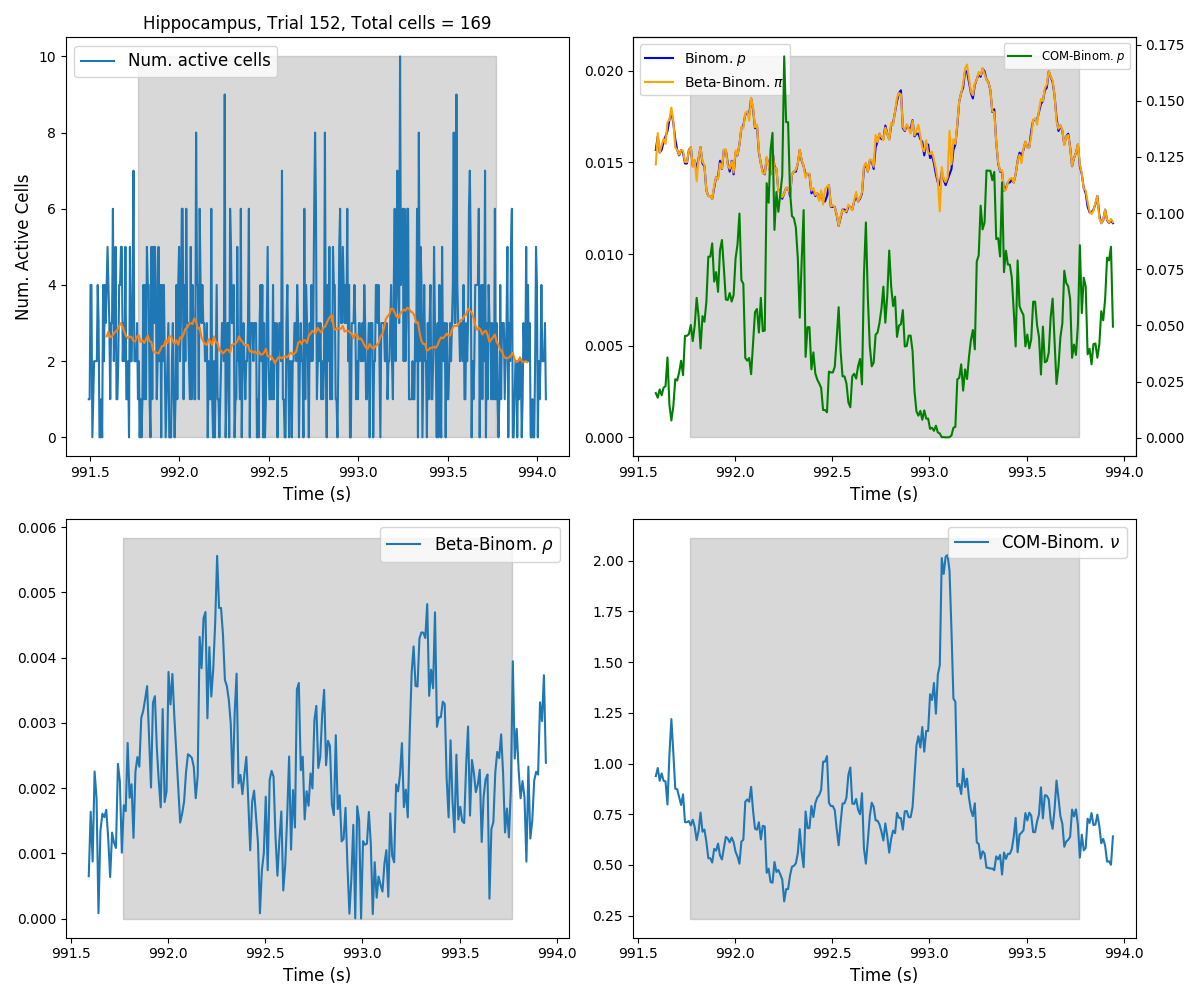 Hippocampus, Trial 152, Total cells = 169
Num. active cells
Num. Active Cells
10
8
6
4
2
0
991.5 992.0 992.5 993.0 993.5 994.0
Time (s)
Binom. p
Beta-Binom. π
COM-Binom. p
0.020
0.015
0.010
0.005
0.000
0.175
0.150
0.125
0.100
0.075
0.050
0.025
0.000
991.5 992.0 992.5 993.0 993.5 994.0
Time (s)
Beta-Binom. ρ
0.006
0.005
0.004
0.003
0.002
0.001
0.000
991.5 992.0 992.5 993.0 993.5 994.0
Time (s)
COM-Binom. ν
2.00
1.75
1.50
1.25
1.00
0.75
0.50
0.25
991.5 992.0 992.5 993.0 993.5 994.0
Time (s)